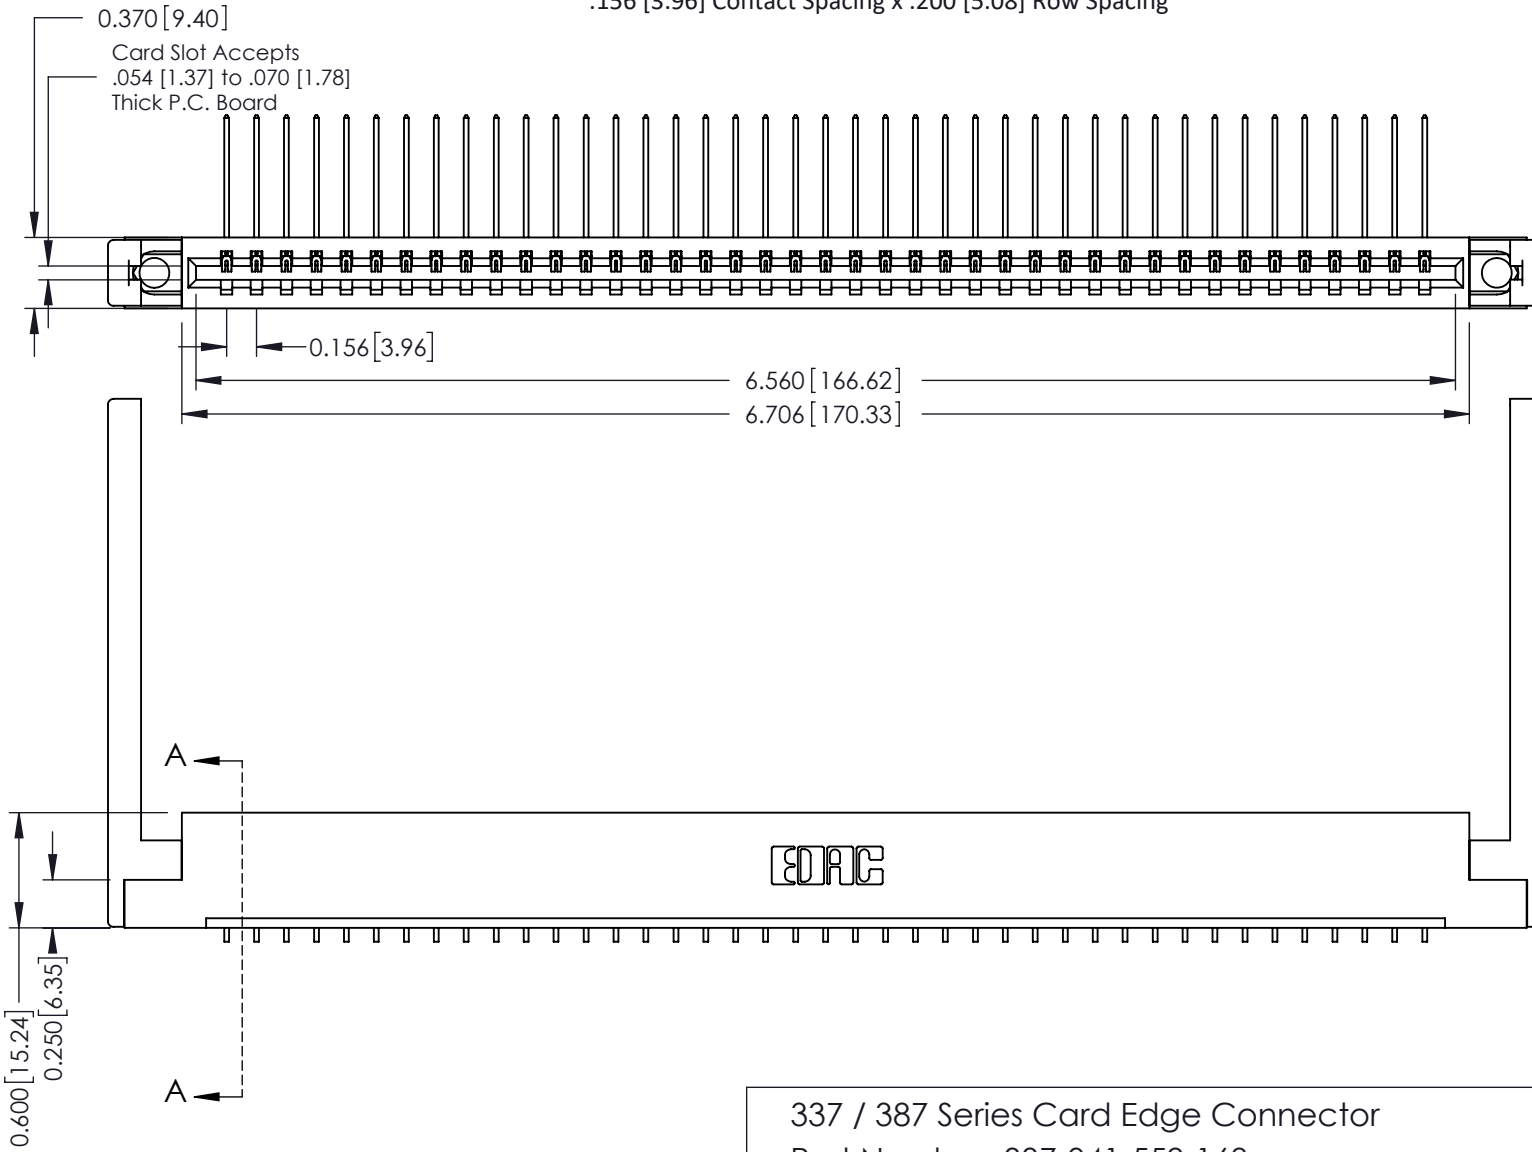 .156 [3.96] Contact Spacing x .200 [5.08] Row Spacing
0.370 [9.40]
Card Slot Accepts
.054 [1.37] to .070 [1.78]
Thick P.C. Board
0.156 [3.96]
6.560 [166.62]
6.706 [170.33]
A
EDAC
0.600 [15.24]
0.250 [6.35]
A
337 / 387 Series Card Edge Connector